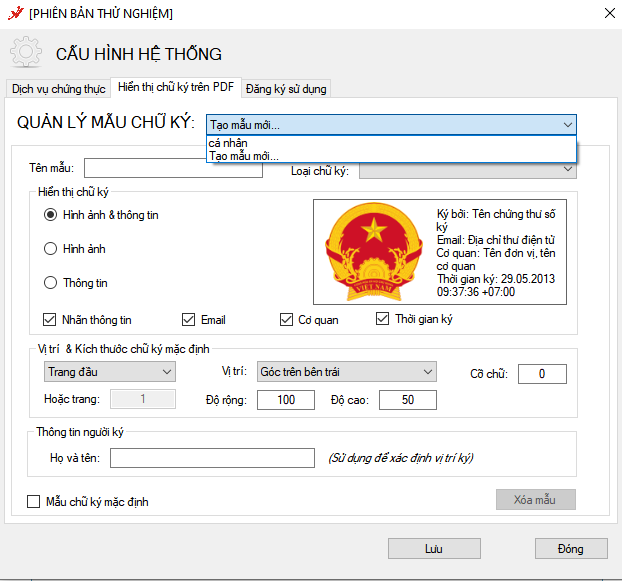 [PHIÊN BẢN THỬ NGHIỆM]
CẤU HÌNH HỆ THỐNG
Dịch vụ chứng thực
Hiển thị chữ ký trên PDF
Đăng ký sử dụng
QUẢN LÝ MẪU CHỮ KÝ:
Tạo mẫu mới...
cá nhân
Tạo mẫu mới...
Tên mẫu:
Loại chữ ký:
Hiển thị chữ ký
Hình ảnh & thông tin
Hình ảnh
Thông tin
VIỆT NAM
Ký bởi: Tên chứng thư số
ký
Email: Địa chỉ thư điện tử
Cơ quan: Tên đơn vị, tên
cơ quan
Thời gian ký: 29.05.2013
09:37:36 +07:00
Nhãn thông tin
Email
Cơ quan
Thời gian ký
Vị trí & Kích thước chữ ký mặc định
Trang đầu
Vị trí:
Góc trên bên trái
Cỡ chữ:
0
Hoặc trang:
1
Độ rộng:
100
Độ cao:
50
Thông tin người ký
Họ và tên:
(Sử dụng để xác định vị trí ký)
Mẫu chữ ký mặc định
Xóa mẫu
Lưu
Đóng